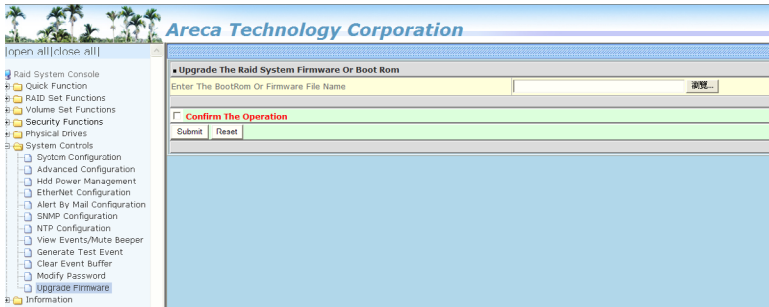 Areca Technology Corporation
|open all|close all|
Raid System Console
Quick Function
RAID Set Functions
Volume Set Functions
Security Functions
Physical Drives
System Controls
System Configuration
Advanced Configuration
Hdd Power Management
EtherNet Configuration
Alert By Mail Configuration
SNMP Configuration
NTP Configuration
View Events/Mute Beeper
Generate Test Event
Clear Event Buffer
Modify Password
Upgrade Firmware
Information
Upgrade The Raid System Firmware Or Boot Rom
Enter The BootRom Or Firmware File Name 瀏覽...
Confirm The Operation
Submit Reset